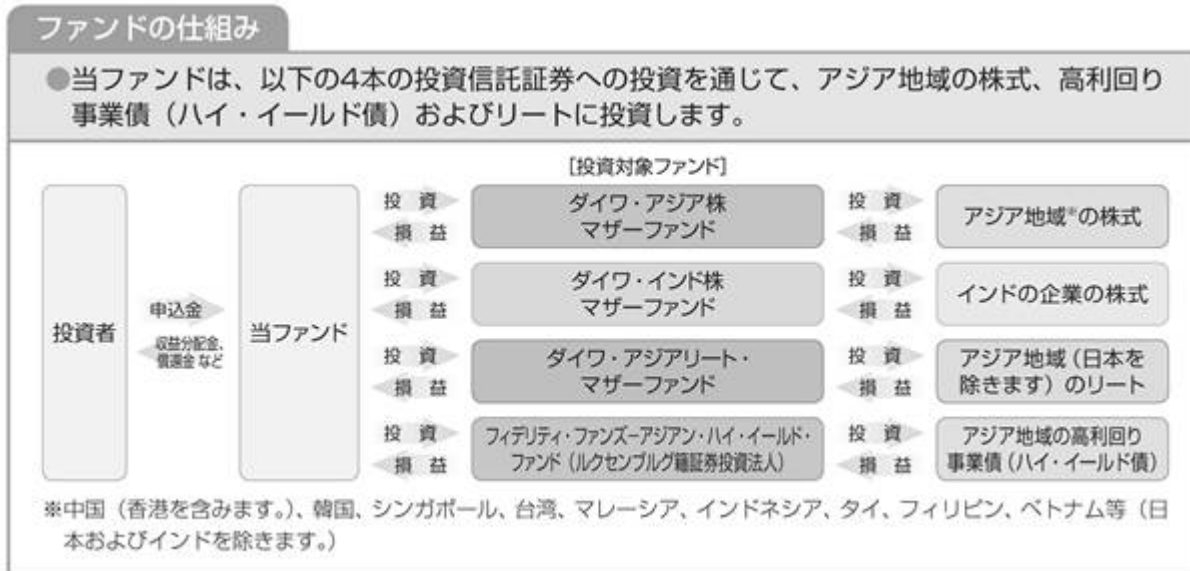 ファンドの仕組み
●当ファンドは、以下の4本の投資信託証券への投資を通じて、アジア地域の株式、高利回り
事業債（ハイ・イールド債）およびリートに投資します。
[投資対象ファンド]
投資者
申込金
収益分配金、
償還金 など
当ファンド
投 資
損 益
ダイワ・アジア株
マザーファンド
投 資
損 益
アジア地域※の株式
投 資
損 益
ダイワ・インド株
マザーファンド
投 資
損 益
インドの企業の株式
投 資
損 益
ダイワ・アジアリート・
マザーファンド
投 資
損 益
アジア地域（日本を
除きます）のリート
投 資
損 益
フィデリティ・ファンズ－アジアン・ハイ・イールド・
ファンド（ルクセンブルグ籍証券投資法人）
投 資
損 益
アジア地域の高利回り
事業債（ハイ・イールド債）
※中国（香港を含みます。）、韓国、シンガポール、台湾、マレーシア、インドネシア、タイ、フィリピン、ベトナム等（日
本およびインドを除きます。）